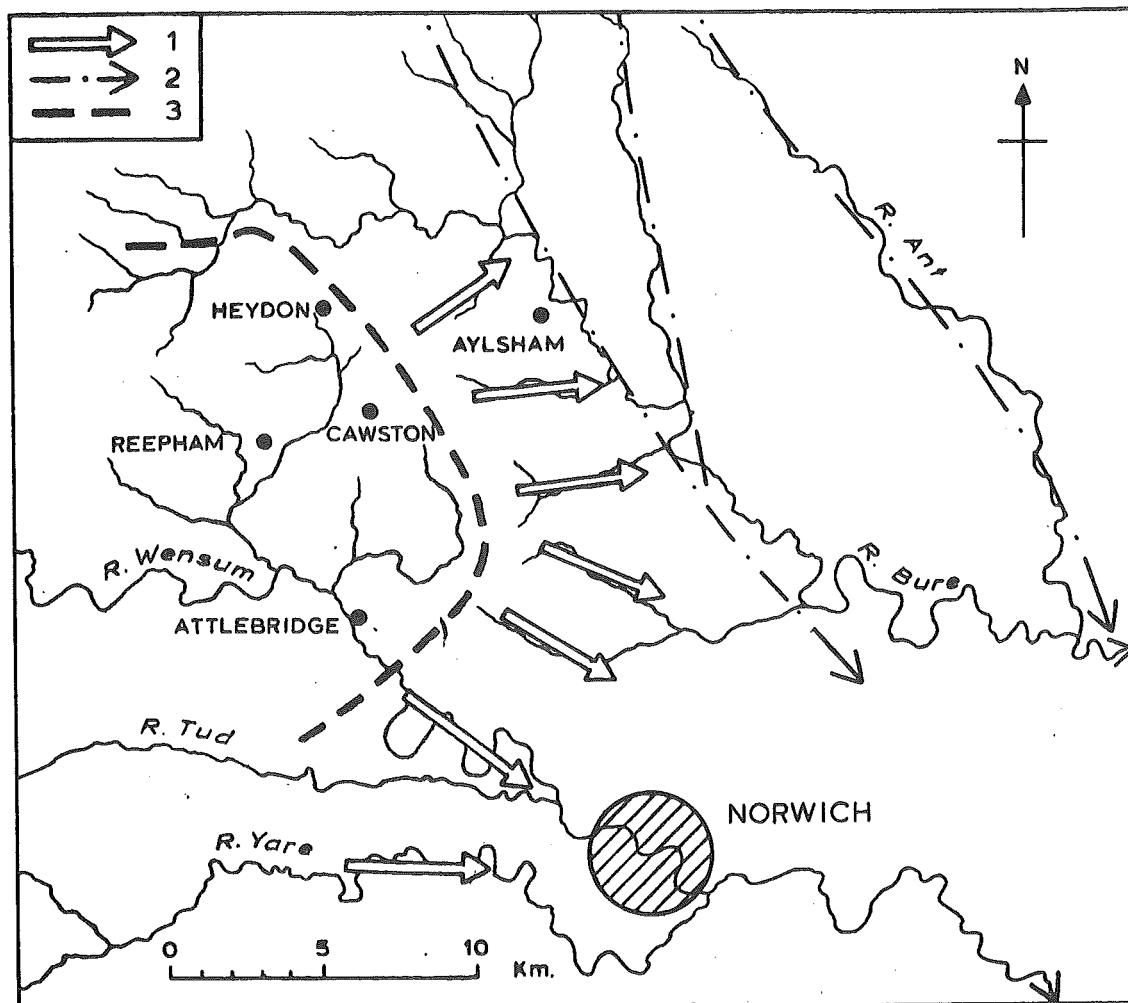 1
2
3
N
R. Ant
HEYDON
AYLSHAM
REEPHAM
CAWSTON
R. Wensum
R. Bure
ATTLEBRIDGE
R. Tud
NORWICH
R. Yare
0 5 10
Km.